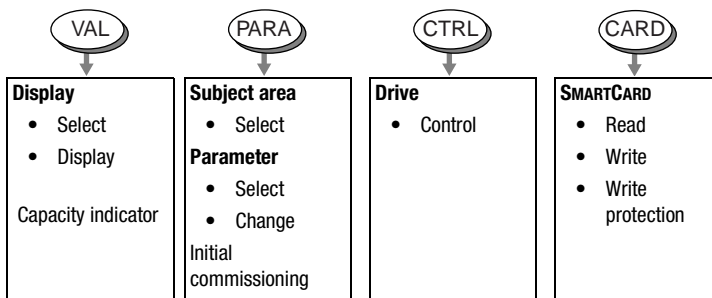 VAL
PARA
CTRL
CARD
Display
• Select
• Display
Capacity indicator
Subject area
• Select
Parameter
• Select
• Change
Initial
commissioning
Drive
• Control
SMARTCARD
• Read
• Write
• Write
protection